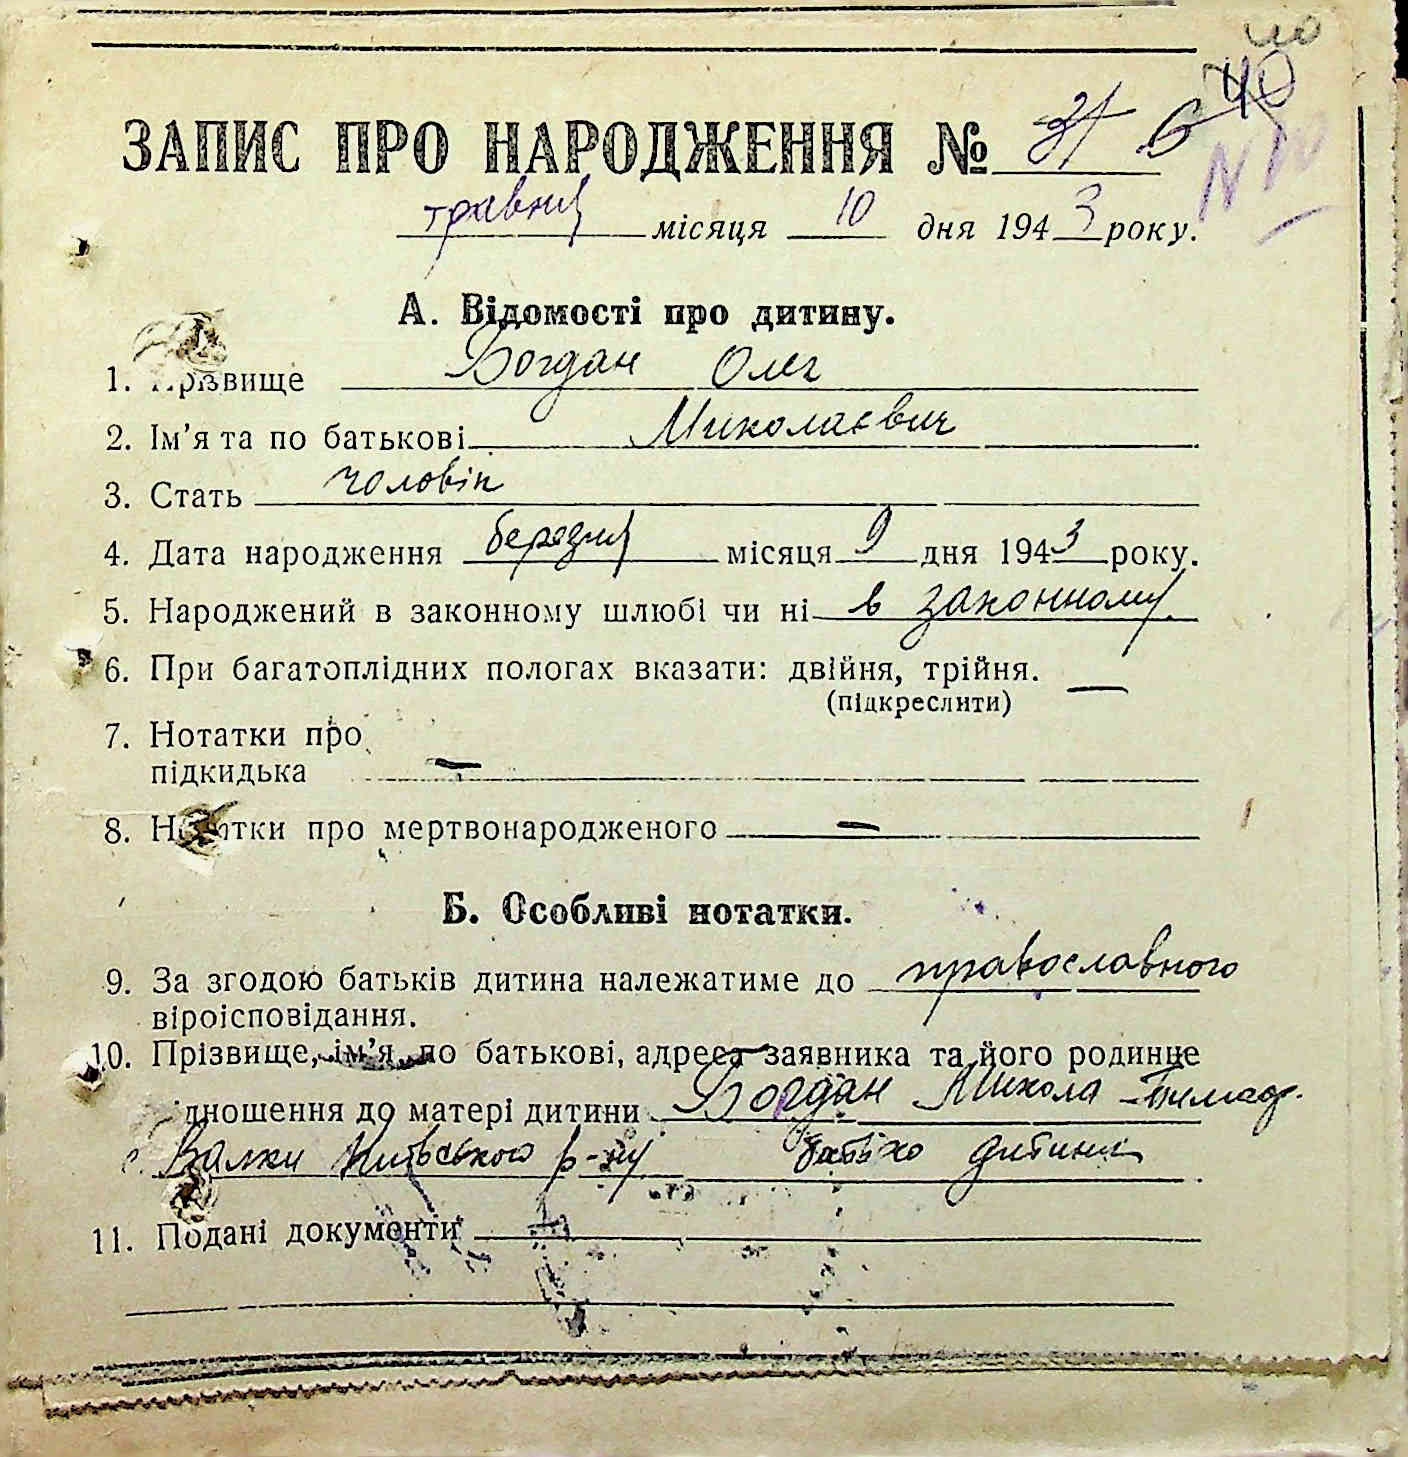 40
ЗАПИС ПРО НАРОДЖЕННЯ № 31 6
травня місяця 10 дня 1943 року.
А. Відомості про дитину.
1. Прізвище Богдан Олег
2. Ім'я та по батькові Миколаєвич
3. Стать чоловік
4. Дата народження березня місяця 9 дня 1943 року.
5. Народжений в законному шлюбі чи ні в законному
6. При багатоплідних пологах вказати: двійня, трійня. —
(підкреслити)
7. Нотатки про
підкидька —
8. Нотатки про мертвонародженого —
Б. Особливі нотатки.
9. За згодою батьків дитина належатиме до православного
віроісповідання.
10. Прізвище, ім'я, по батькові, адреса заявника та його родинне
відношення до матері дитини Богдан Микола
с. Валки р-ну батько дитини
11. Подані документи